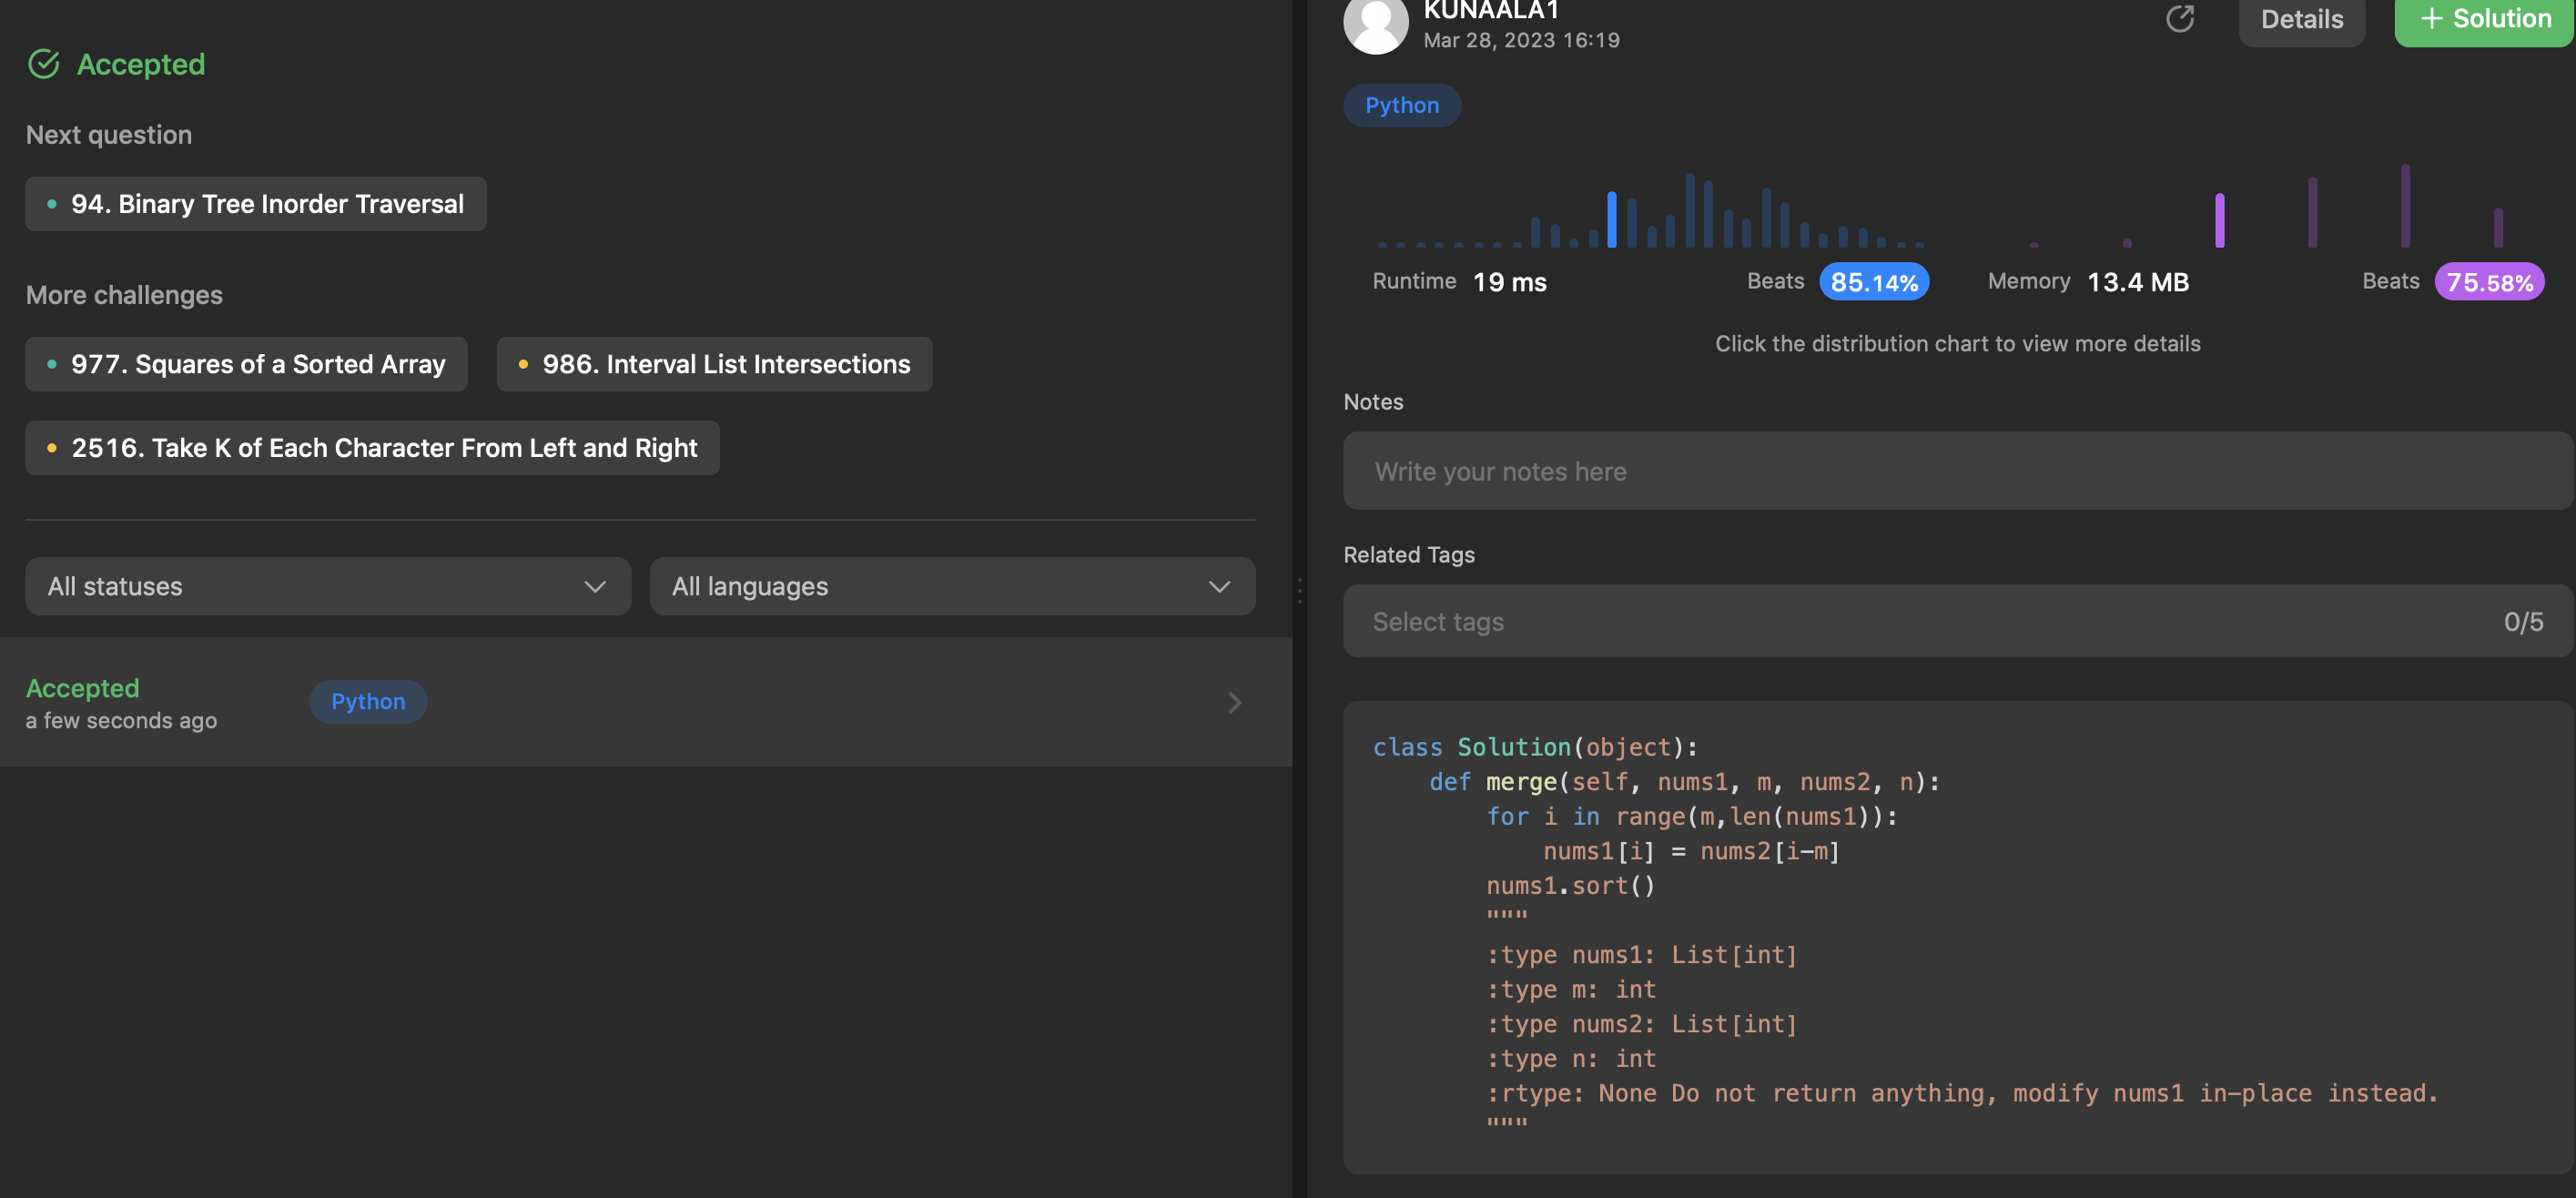 Accepted
Next question
94. Binary Tree Inorder Traversal
More challenges
977. Squares of a Sorted Array
986. Interval List Intersections
2516. Take K of Each Character From Left and Right
All statuses
All languages
Accepted
a few seconds ago
Python
KUNAALA1
Mar 28, 2023 16:19
Details
+ Solution
Python
Runtime 19 ms
Beats 85.14%
Memory 13.4 MB
Beats 75.58%
Click the distribution chart to view more details
Notes
Write your notes here
Related Tags
Select tags
0/5
class Solution(object):
    def merge(self, nums1, m, nums2, n):
        for i in range(m,len(nums1)):
            nums1[i] = nums2[i-m]
        nums1.sort()
        """
        :type nums1: List[int]
        :type m: int
        :type nums2: List[int]
        :type n: int
        :rtype: None Do not return anything, modify nums1 in-place instead.
        """